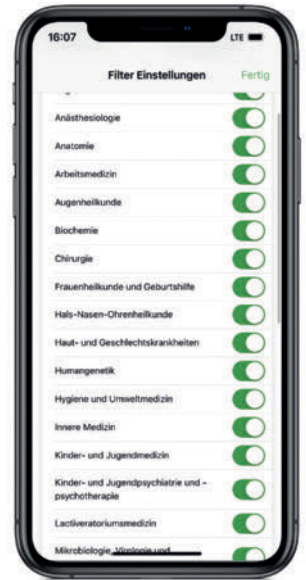 16:07
LTE
Filter Einstellungen
Fertig
Anästhesiologie
Anatomie
Arbeitsmedizin
Augenheilkunde
Biochemie
Chirurgie
Frauenheilkunde und Geburtshilfe
Hals-Nasen-Ohrenheilkunde
Haut- und Geschlechtskrankheiten
Humangenetik
Hygiene und Umweltmedizin
Innere Medizin
Kinder- und Jugendmedizin
Kinder- und Jugendpsychiatrie und -
psychotherapie
Lactiveratoriumsmedizin
Mikrobiologie, Virologie und